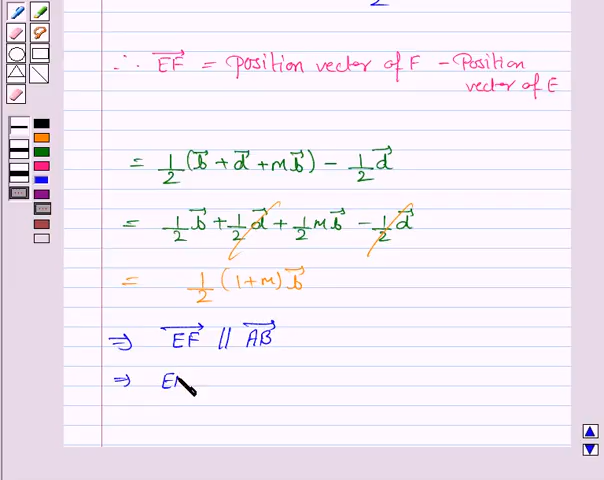 2
∴ EF⃗ = Position vector of F - Position
vector of E
= 1/2 (b⃗ + d⃗ + mb⃗) - 1/2 d⃗
= 1/2 b⃗ + 1/2 d⃗ + 1/2 mb⃗ - 1/2 d⃗
= 1/2 (1+m) b⃗
⇒ EF⃗ // AB⃗
⇒ E